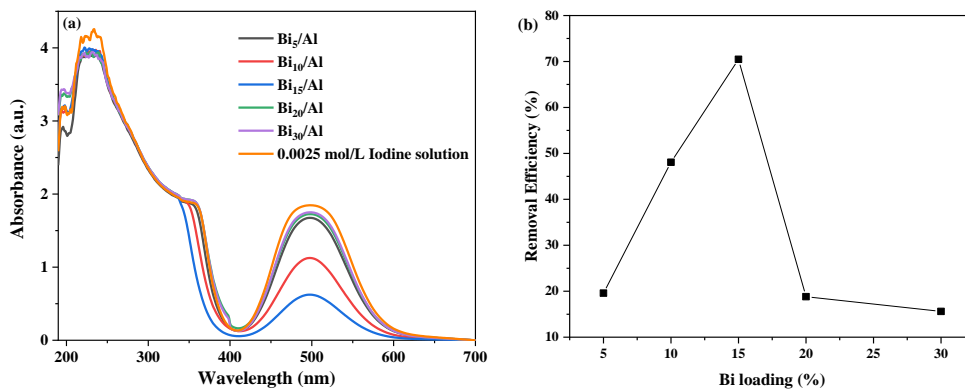 (a)
Bi₅/Al
Bi₁₀/Al
Bi₁₅/Al
Bi₂₀/Al
Bi₃₀/Al
0.0025 mol/L Iodine solution
Absorbance (a.u.)
4
3
2
1
0
200 300 400 500 600 700
Wavelength (nm)
(b)
Removal Efficiency (%)
80
70
60
50
40
30
20
10
5 10 15 20 25 30
Bi loading (%)